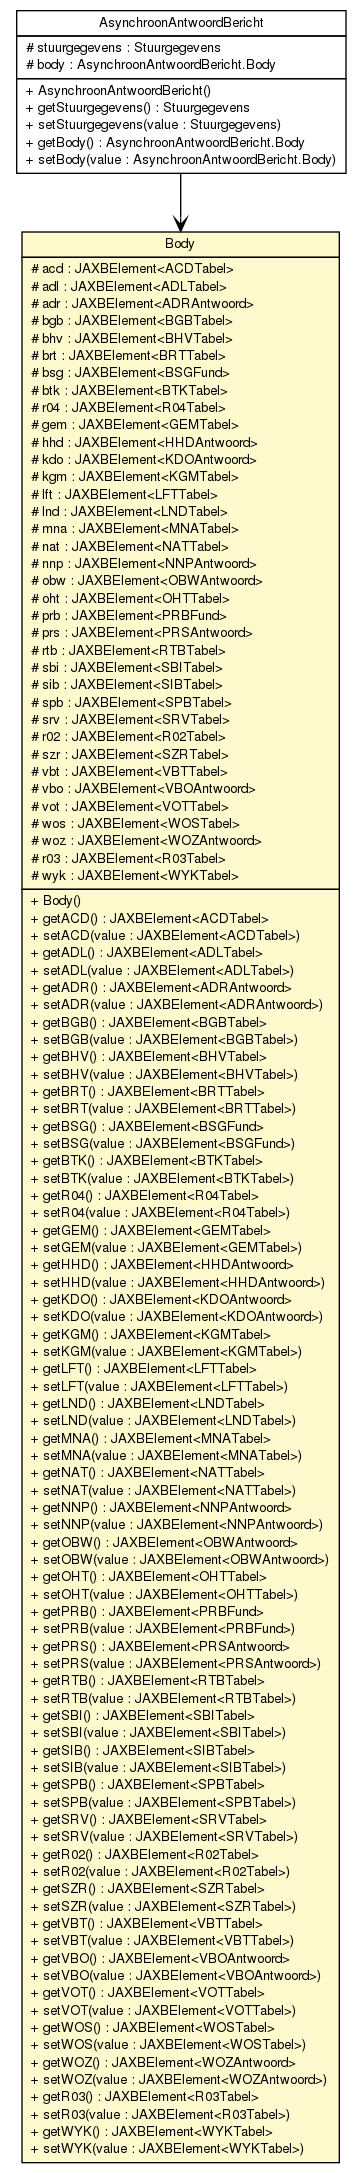 AsynchroonAntwoordBericht
# stuurgegevens : Stuurgegevens
# body : AsynchroonAntwoordBericht.Body
+ AsynchroonAntwoordBericht()
+ getStuurgegevens() : Stuurgegevens
+ setStuurgegevens(value : Stuurgegevens)
+ getBody() : AsynchroonAntwoordBericht.Body
+ setBody(value : AsynchroonAntwoordBericht.Body)
Body
# acd : JAXBElement<ACDTabel>
# adl : JAXBElement<ADLTabel>
# adr : JAXBElement<ADRAntwoord>
# bgb : JAXBElement<BGBTabel>
# bhv : JAXBElement<BHVTabel>
# brt : JAXBElement<BRTTabel>
# bsg : JAXBElement<BSGFund>
# btk : JAXBElement<BTKTabel>
# r04 : JAXBElement<R04Tabel>
# gem : JAXBElement<GEMTabel>
# hhd : JAXBElement<HHDAntwoord>
# kdo : JAXBElement<KDOAntwoord>
# kgm : JAXBElement<KGMTabel>
# lft : JAXBElement<LFTTabel>
# lnd : JAXBElement<LNDTabel>
# mna : JAXBElement<MNATabel>
# nat : JAXBElement<NATTabel>
# nnp : JAXBElement<NNPAntwoord>
# obw : JAXBElement<OBWAntwoord>
# oht : JAXBElement<OHTTabel>
# prb : JAXBElement<PRBFund>
# prs : JAXBElement<PRSAntwoord>
# rtb : JAXBElement<RTBTabel>
# sbi : JAXBElement<SBITabel>
# sib : JAXBElement<SIBTabel>
# spb : JAXBElement<SPBTabel>
# srv : JAXBElement<SRVTabel>
# r02 : JAXBElement<R02Tabel>
# szr : JAXBElement<SZRTabel>
# vbt : JAXBElement<VBTTabel>
# vbo : JAXBElement<VBOAntwoord>
# vot : JAXBElement<VOTTabel>
# wos : JAXBElement<WOSTabel>
# woz : JAXBElement<WOZAntwoord>
# r03 : JAXBElement<R03Tabel>
# wyk : JAXBElement<WYKTabel>
+ Body()
+ getACD() : JAXBElement<ACDTabel>
+ setACD(value : JAXBElement<ACDTabel>)
+ getADL() : JAXBElement<ADLTabel>
+ setADL(value : JAXBElement<ADLTabel>)
+ getADR() : JAXBElement<ADRAntwoord>
+ setADR(value : JAXBElement<ADRAntwoord>)
+ getBGB() : JAXBElement<BGBTabel>
+ setBGB(value : JAXBElement<BGBTabel>)
+ getBHV() : JAXBElement<BHVTabel>
+ setBHV(value : JAXBElement<BHVTabel>)
+ getBRT() : JAXBElement<BRTTabel>
+ setBRT(value : JAXBElement<BRTTabel>)
+ getBSG() : JAXBElement<BSGFund>
+ setBSG(value : JAXBElement<BSGFund>)
+ getBTK() : JAXBElement<BTKTabel>
+ setBTK(value : JAXBElement<BTKTabel>)
+ getR04() : JAXBElement<R04Tabel>
+ setR04(value : JAXBElement<R04Tabel>)
+ getGEM() : JAXBElement<GEMTabel>
+ setGEM(value : JAXBElement<GEMTabel>)
+ getHHD() : JAXBElement<HHDAntwoord>
+ setHHD(value : JAXBElement<HHDAntwoord>)
+ getKDO() : JAXBElement<KDOAntwoord>
+ setKDO(value : JAXBElement<KDOAntwoord>)
+ getKGM() : JAXBElement<KGMTabel>
+ setKGM(value : JAXBElement<KGMTabel>)
+ getLFT() : JAXBElement<LFTTabel>
+ setLFT(value : JAXBElement<LFTTabel>)
+ getLND() : JAXBElement<LNDTabel>
+ setLND(value : JAXBElement<LNDTabel>)
+ getMNA() : JAXBElement<MNATabel>
+ setMNA(value : JAXBElement<MNATabel>)
+ getNAT() : JAXBElement<NATTabel>
+ setNAT(value : JAXBElement<NATTabel>)
+ getNNP() : JAXBElement<NNPAntwoord>
+ setNNP(value : JAXBElement<NNPAntwoord>)
+ getOBW() : JAXBElement<OBWAntwoord>
+ setOBW(value : JAXBElement<OBWAntwoord>)
+ getOHT() : JAXBElement<OHTTabel>
+ setOHT(value : JAXBElement<OHTTabel>)
+ getPRB() : JAXBElement<PRBFund>
+ setPRB(value : JAXBElement<PRBFund>)
+ getPRS() : JAXBElement<PRSAntwoord>
+ setPRS(value : JAXBElement<PRSAntwoord>)
+ getRTB() : JAXBElement<RTBTabel>
+ setRTB(value : JAXBElement<RTBTabel>)
+ getSBI() : JAXBElement<SBITabel>
+ setSBI(value : JAXBElement<SBITabel>)
+ getSIB() : JAXBElement<SIBTabel>
+ setSIB(value : JAXBElement<SIBTabel>)
+ getSPB() : JAXBElement<SPBTabel>
+ setSPB(value : JAXBElement<SPBTabel>)
+ getSRV() : JAXBElement<SRVTabel>
+ setSRV(value : JAXBElement<SRVTabel>)
+ getR02() : JAXBElement<R02Tabel>
+ setR02(value : JAXBElement<R02Tabel>)
+ getSZR() : JAXBElement<SZRTabel>
+ setSZR(value : JAXBElement<SZRTabel>)
+ getVBT() : JAXBElement<VBTTabel>
+ setVBT(value : JAXBElement<VBTTabel>)
+ getVBO() : JAXBElement<VBOAntwoord>
+ setVBO(value : JAXBElement<VBOAntwoord>)
+ getVOT() : JAXBElement<VOTTabel>
+ setVOT(value : JAXBElement<VOTTabel>)
+ getWOS() : JAXBElement<WOSTabel>
+ setWOS(value : JAXBElement<WOSTabel>)
+ getWOZ() : JAXBElement<WOZAntwoord>
+ setWOZ(value : JAXBElement<WOZAntwoord>)
+ getR03() : JAXBElement<R03Tabel>
+ setR03(value : JAXBElement<R03Tabel>)
+ getWYK() : JAXBElement<WYKTabel>
+ setWYK(value : JAXBElement<WYKTabel>)